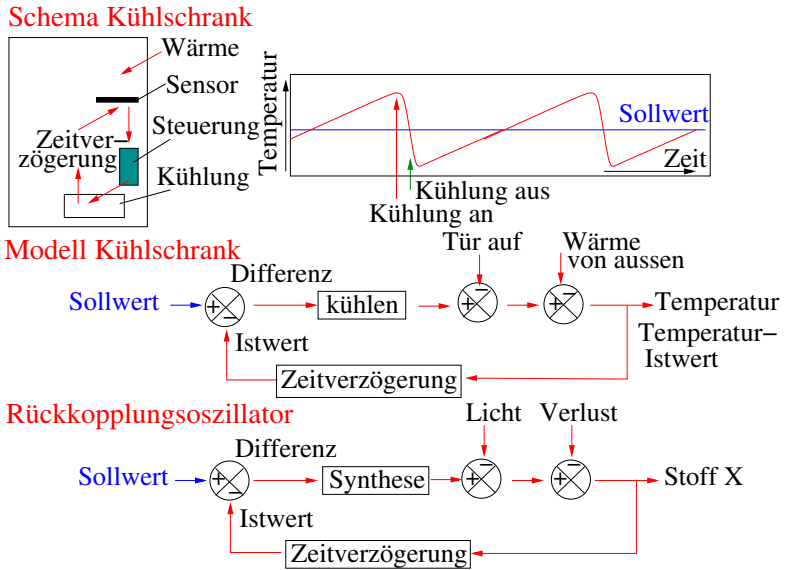 Schema Kühlschrank
Wärme
Sensor
Zeitver–
zögerung
Steuerung
Kühlung
Temperatur
Sollwert
Zeit
Kühlung aus
Kühlung an
Modell Kühlschrank
Tür auf
Wärme
von aussen
Differenz
Sollwert
+
−
kühlen
+
−
+
−
Temperatur
Temperatur–
Istwert
Istwert
Zeitverzögerung
Rückkopplungsoszillator
Licht
Verlust
Differenz
Sollwert
+
−
Synthese
+
−
+
−
Stoff X
Istwert
Zeitverzögerung